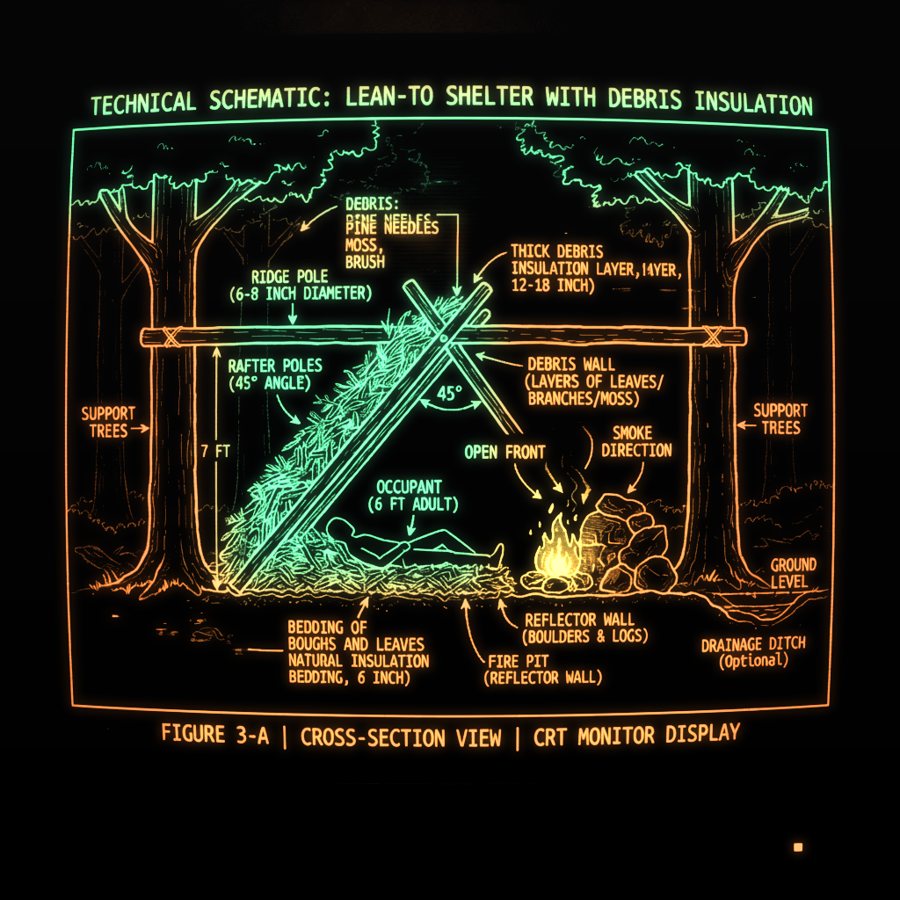 TECHNICAL SCHEMATIC: LEAN-TO SHELTER WITH DEBRIS INSULATION
DEBRIS:
PINE NEEDLES
MOSS,
BRUSH
THICK DEBRIS
INSULATION LAYER,
12-18 INCH)
RIDGE POLE
(6-8 INCH DIAMETER)
RAFTER POLES
(45° ANGLE)
DEBRIS WALL
(LAYERS OF LEAVES/
BRANCHES/MOSS)
45°
SUPPORT
TREES
7 FT
OPEN FRONT
SMOKE
DIRECTION
SUPPORT
TREES
OCCUPANT
(6 FT ADULT)
GROUND
LEVEL
BEDDING OF
BOUGHS AND LEAVES
NATURAL INSULATION
BEDDING, 6 INCH)
REFLECTOR WALL
(BOULDERS & LOGS)
FIRE PIT
(REFLECTOR WALL)
DRAINAGE DITCH
(Optional)
FIGURE 3-A | CROSS-SECTION VIEW | CRT MONITOR DISPLAY